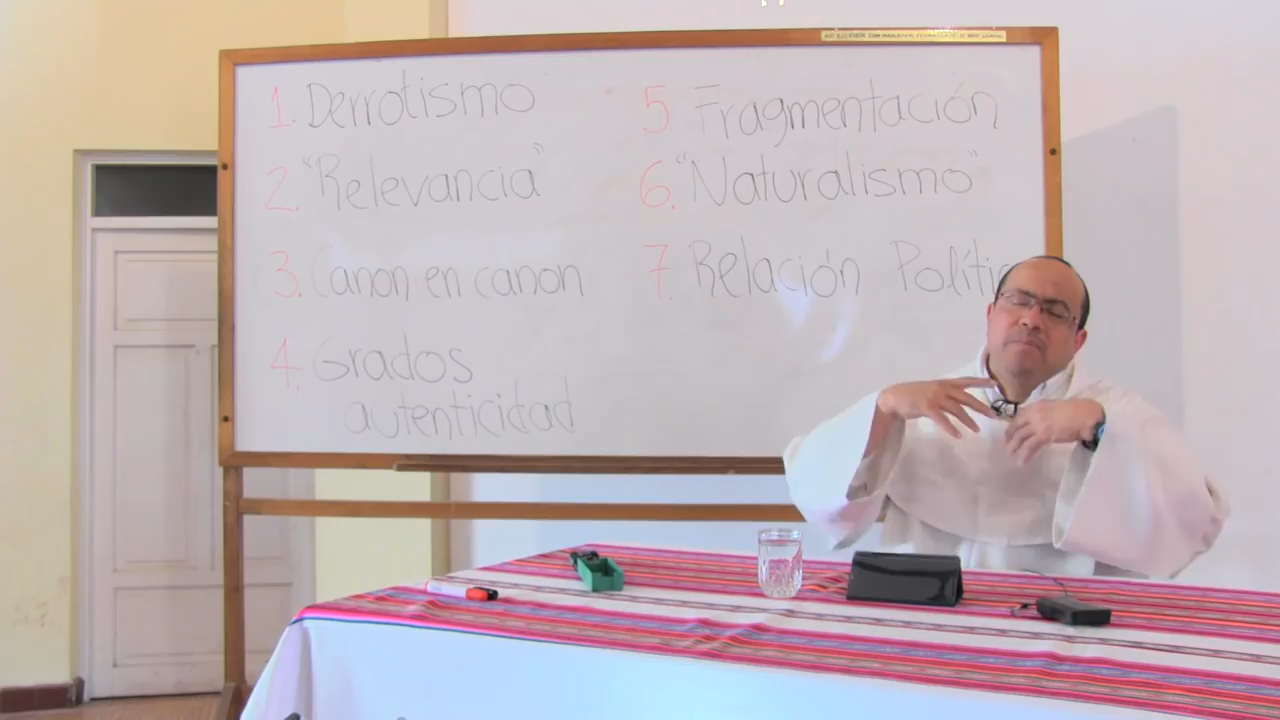 1. Derrotismo
2. "Relevancia"
3. Canon en canon
4. Grados
autenticidad
5. Fragmentación
6. "Naturalismo"
7. Relación